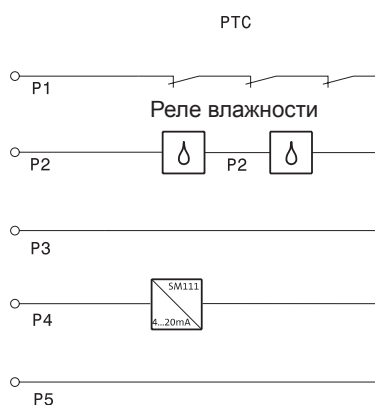 PTC
P1
Реле влажности
P2 P2
P3
SM111
4...20mA
P4
P5